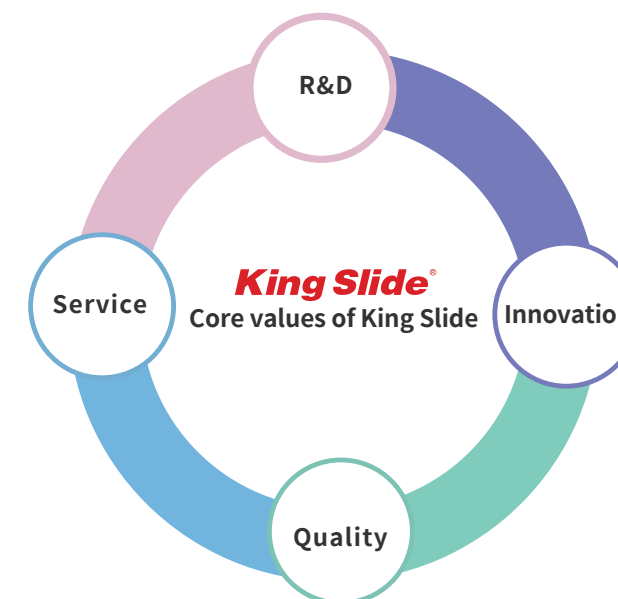 R&D
King Slide®
Core values of King Slide
Service
Innovatio
Quality